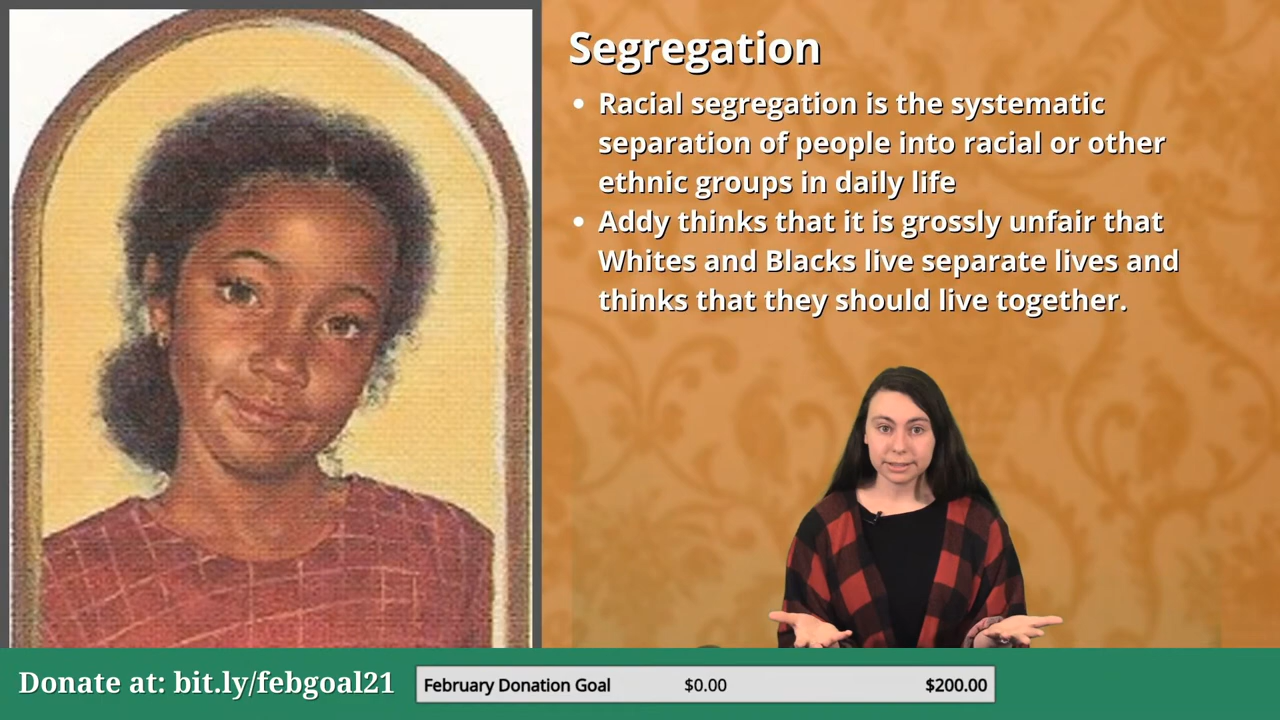 Segregation
• Racial segregation is the systematic
separation of people into racial or other
ethnic groups in daily life
• Addy thinks that it is grossly unfair that
Whites and Blacks live separate lives and
thinks that they should live together.
Donate at: bit.ly/febgoal21
February Donation Goal $0.00 $200.00